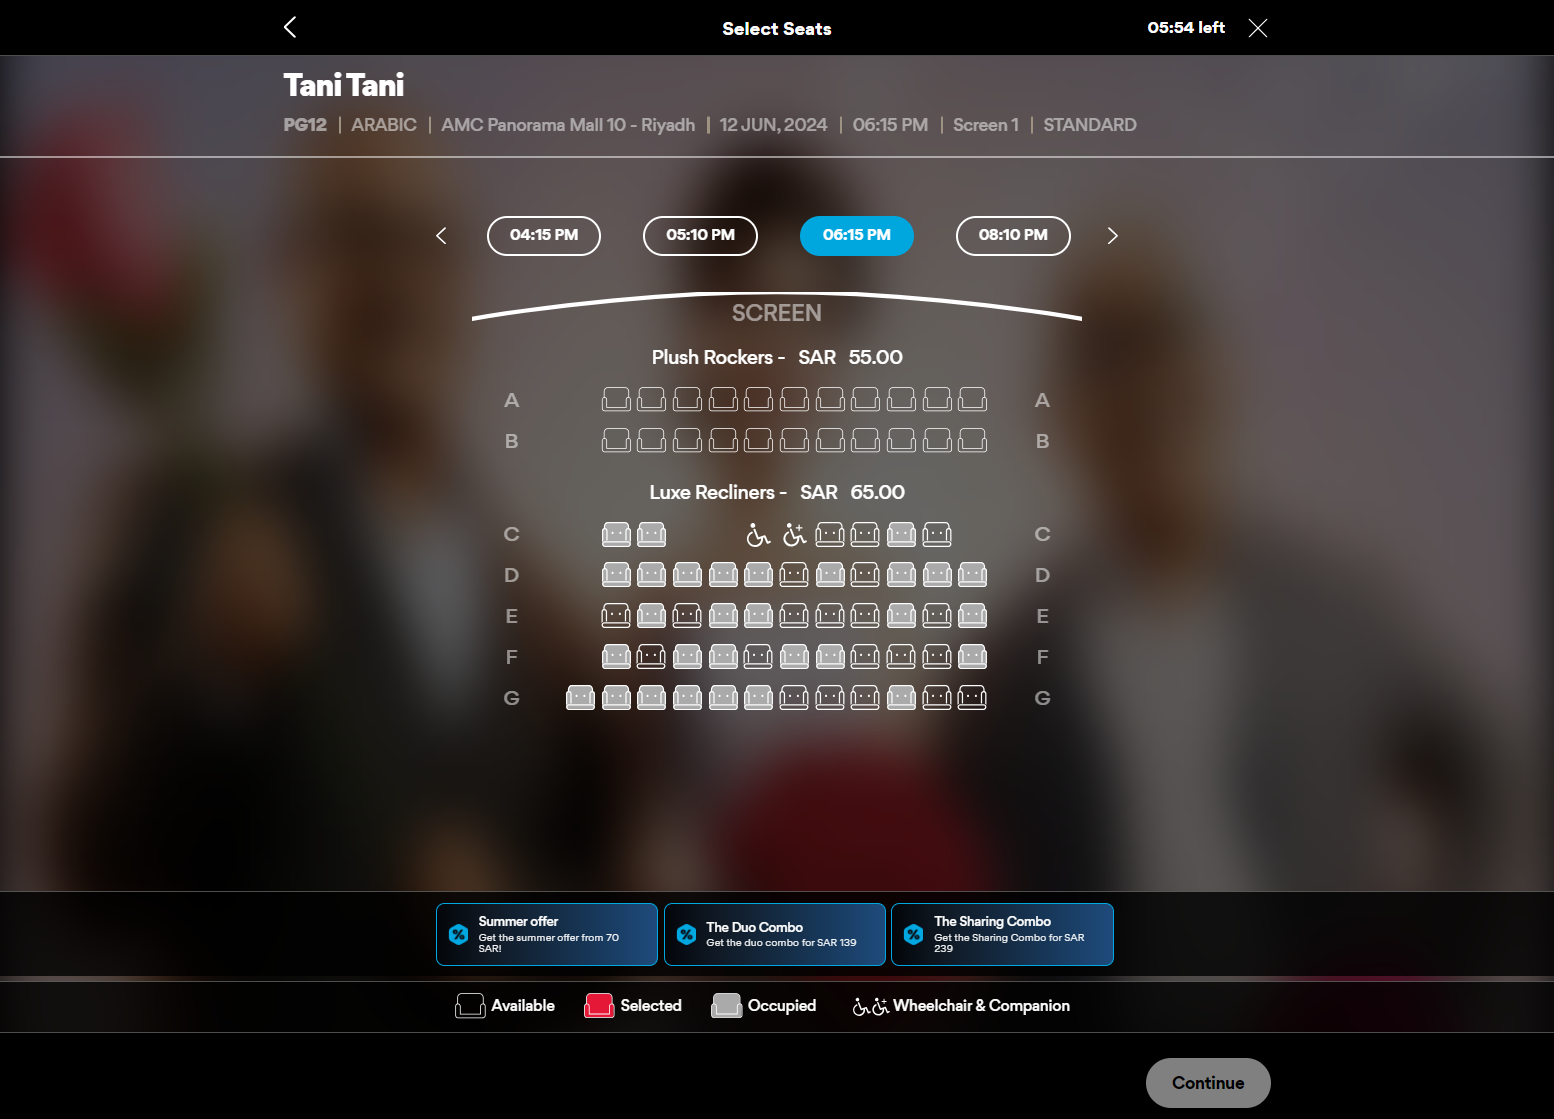 Select Seats
05:54 left
Tani Tani
PG12 | ARABIC | AMC Panorama Mall 10 - Riyadh | 12 JUN, 2024 | 06:15 PM | Screen 1 | STANDARD
04:15 PM
05:10 PM
06:15 PM
08:10 PM
SCREEN
Plush Rockers - SAR 55.00
A A
B B
Luxe Recliners - SAR 65.00
C C
D D
E E
F F
G G
Summer offer
Get the summer offer from 70
SAR!
The Duo Combo
Get the duo combo for SAR 139
The Sharing Combo
Get the Sharing Combo for SAR
239
Available
Selected
Occupied
Wheelchair & Companion
Continue